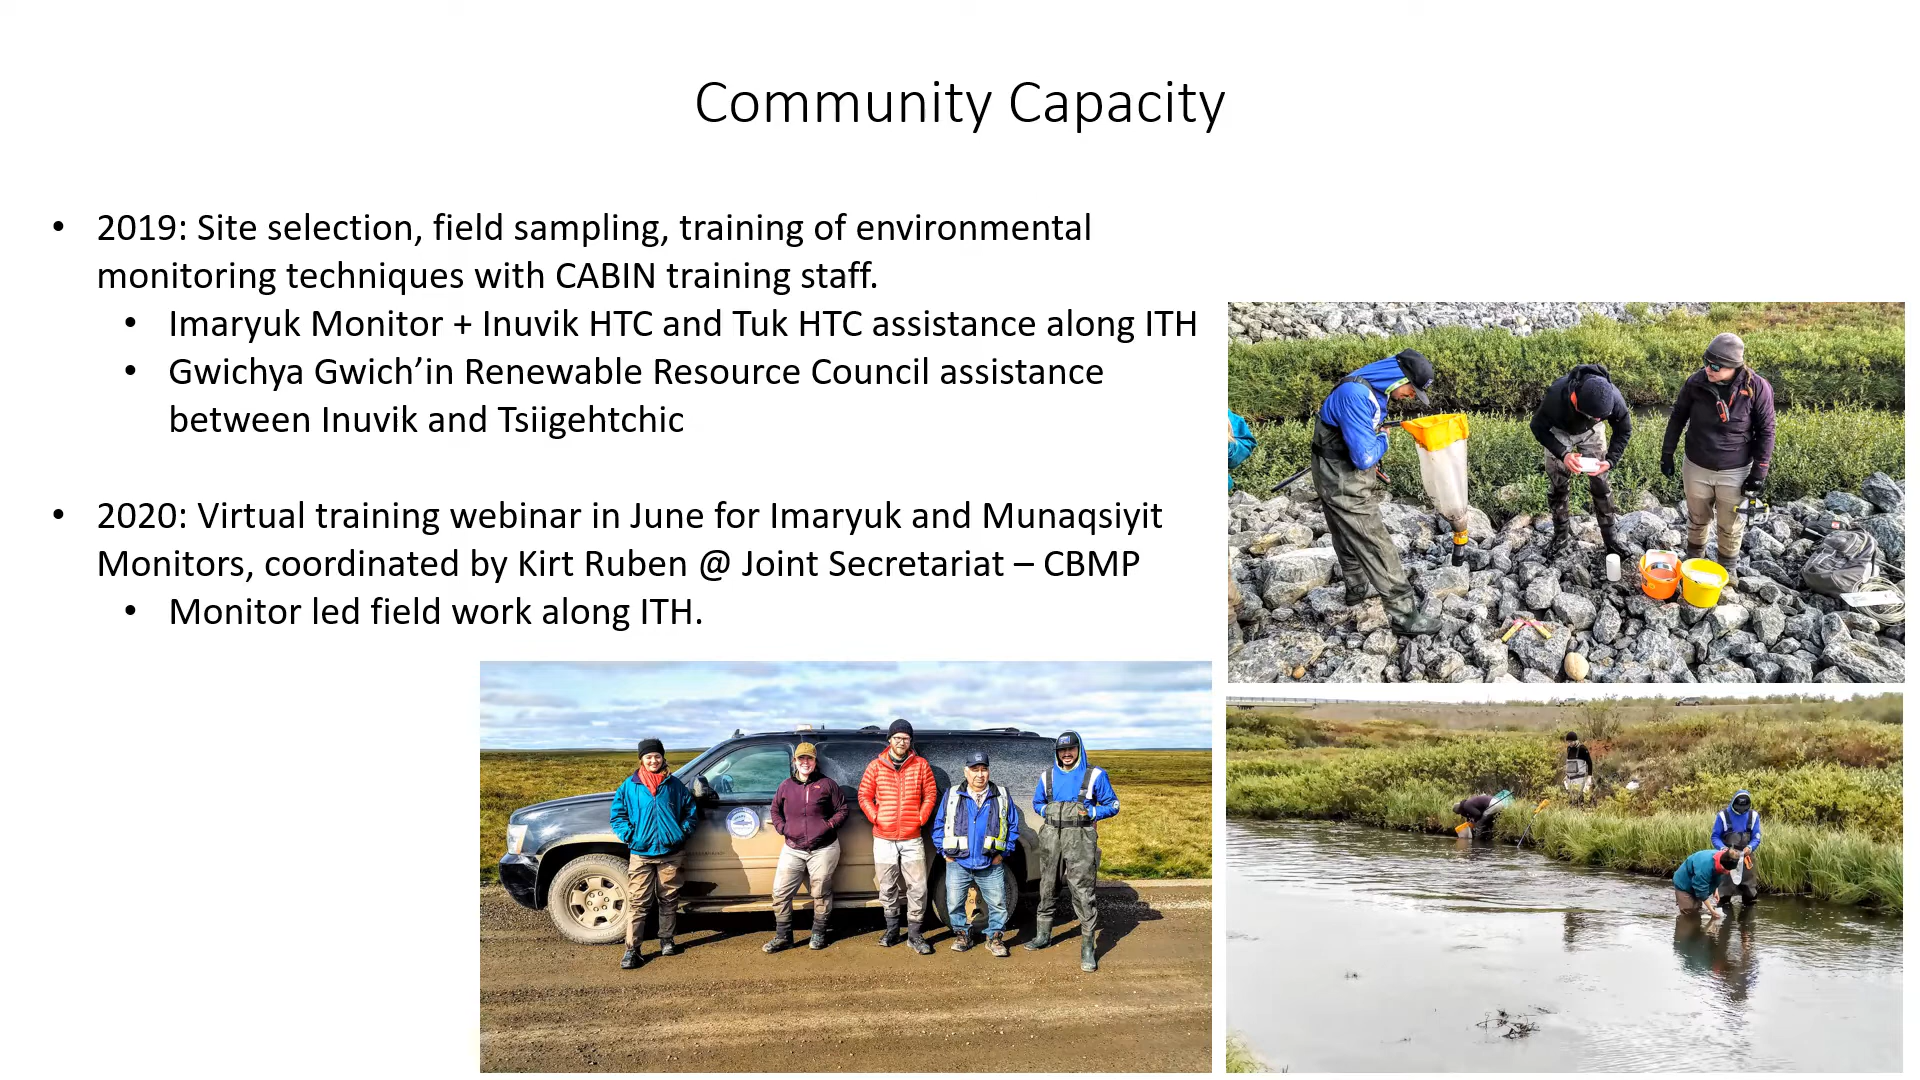 Community Capacity
• 2019: Site selection, field sampling, training of environmental
monitoring techniques with CABIN training staff.
• Imaryuk Monitor + Inuvik HTC and Tuk HTC assistance along ITH
• Gwichya Gwich’in Renewable Resource Council assistance
between Inuvik and Tsiigehtchic
• 2020: Virtual training webinar in June for Imaryuk and Munaqsiyit
Monitors, coordinated by Kirt Ruben @ Joint Secretariat – CBMP
• Monitor led field work along ITH.